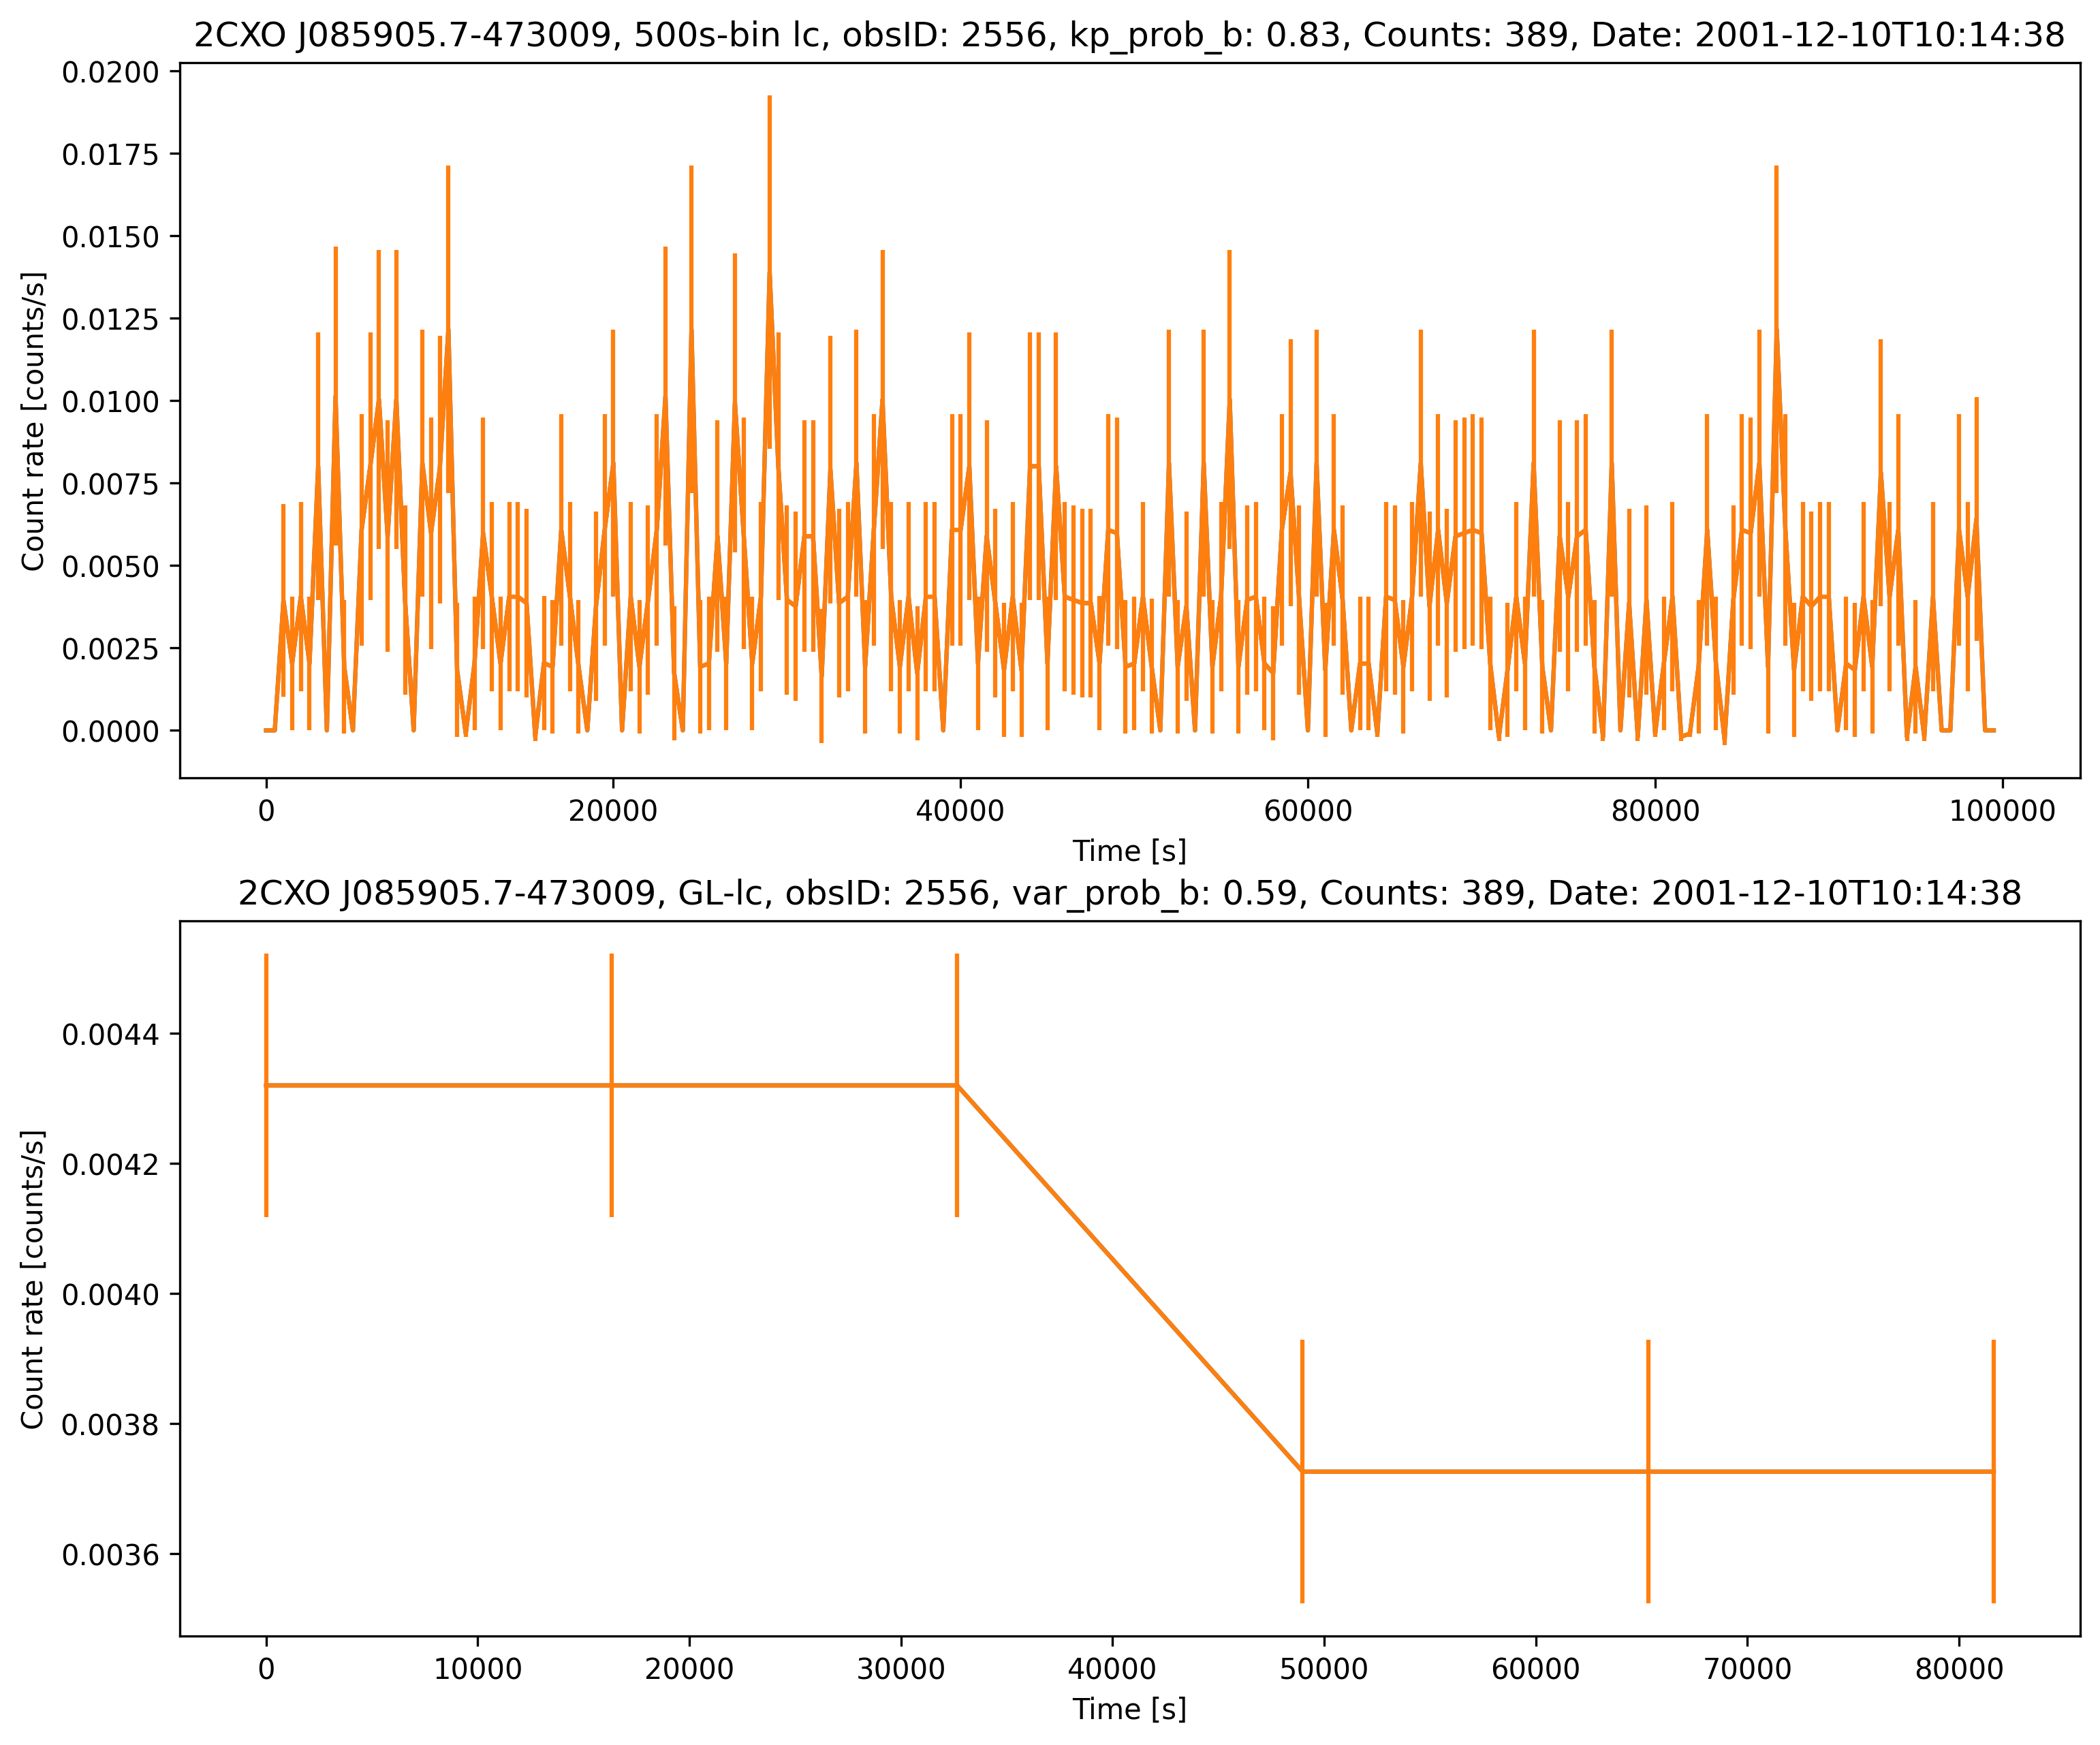 2CXO J085905.7-473009, 500s-bin lc, obsID: 2556, kp_prob_b: 0.83, Counts: 389, Date: 2001-12-10T10:14:38
0.0200
0.0175
0.0150
0.0125
0.0100
0.0075
0.0050
0.0025
0.0000
Count rate [counts/s]
0 20000 40000 60000 80000 100000
Time [s]
2CXO J085905.7-473009, GL-lc, obsID: 2556, var_prob_b: 0.59, Counts: 389, Date: 2001-12-10T10:14:38
0.0044
0.0042
0.0040
0.0038
0.0036
Count rate [counts/s]
0 10000 20000 30000 40000 50000 60000 70000 80000
Time [s]